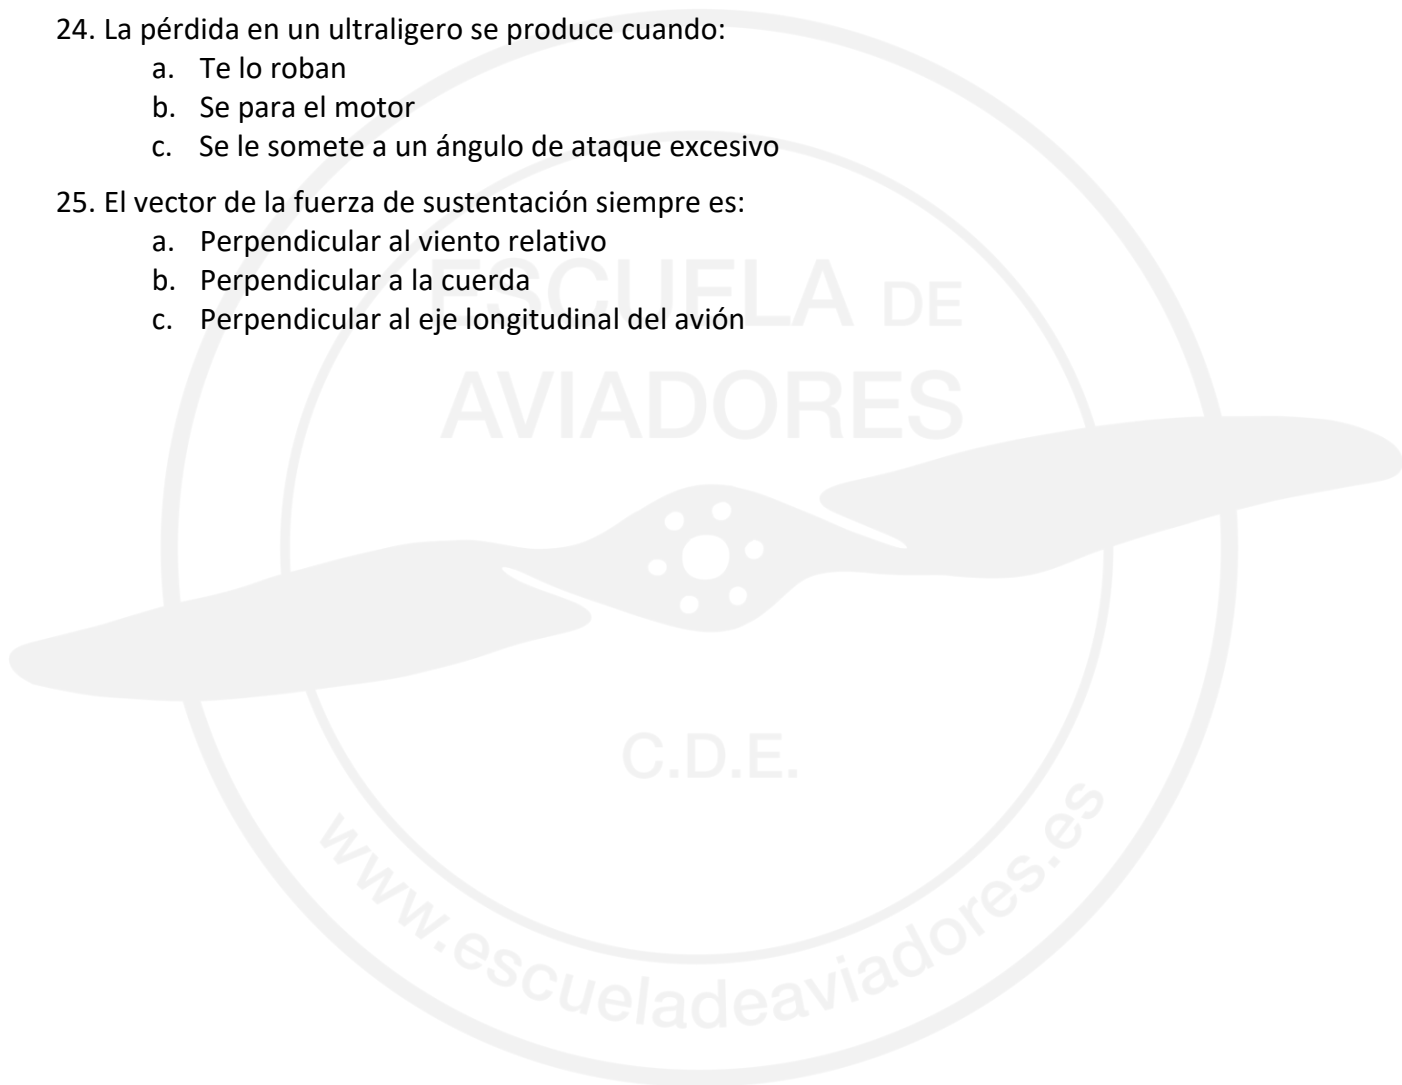 24. La pérdida en un ultraligero se produce cuando:
a. Te lo roban
b. Se para el motor
c. Se le somete a un ángulo de ataque excesivo
25. El vector de la fuerza de sustentación siempre es:
a. Perpendicular al viento relativo
b. Perpendicular a la cuerda
c. Perpendicular al eje longitudinal del avión
ESCUELA DE
AVIADORES
C.D.E.
www.escueladeaviadores.es